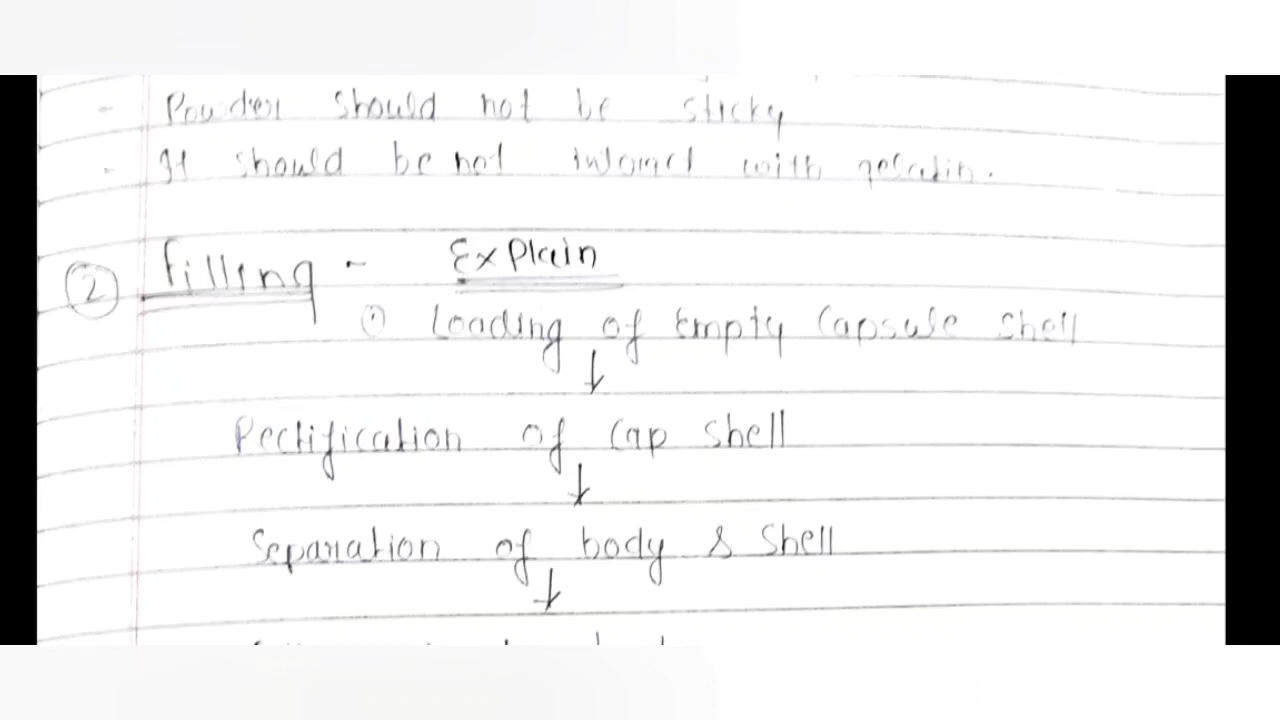 - Powder should not be sticky
- It should be not interact with gelatin.
② Filling - Explain
① Loading of Empty Capsule shell
↓
Rectification of Cap shell
↓
Separation of body & shell
↓